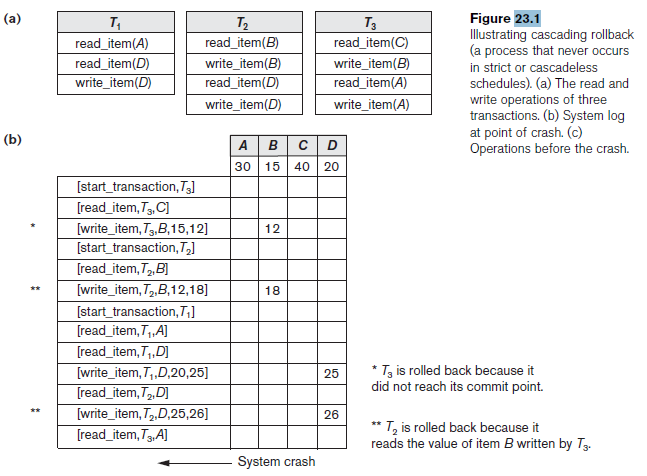 (a)
T1 T2 T3
read_item(A) read_item(B) read_item(C)
read_item(D) write_item(B) write_item(B)
write_item(D) read_item(D) read_item(A)
write_item(D) write_item(A)
Figure 23.1
Illustrating cascading rollback
(a process that never occurs
in strict or cascadeless
schedules). (a) The read and
write operations of three
transactions. (b) System log
at point of crash. (c)
Operations before the crash.
(b)
A B C D
30 15 40 20
[start_transaction,T3]
[read_item,T3,C]
* [write_item,T3,B,15,12] 12
[start_transaction,T2]
[read_item,T2,B]
** [write_item,T2,B,12,18] 18
[start_transaction,T1]
[read_item,T1,A]
[read_item,T1,D]
[write_item,T1,D,20,25] 25
[read_item,T2,D]
** [write_item,T2,D,25,26] 26
[read_item,T3,A]
System crash
* T3 is rolled back because it
did not reach its commit point.
** T2 is rolled back because it
reads the value of item B written by T3.